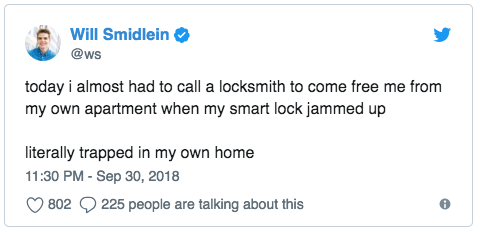 Will Smidlein
@ws
today i almost had to call a locksmith to come free me from
my own apartment when my smart lock jammed up
literally trapped in my own home
11:30 PM - Sep 30, 2018
802 225 people are talking about this